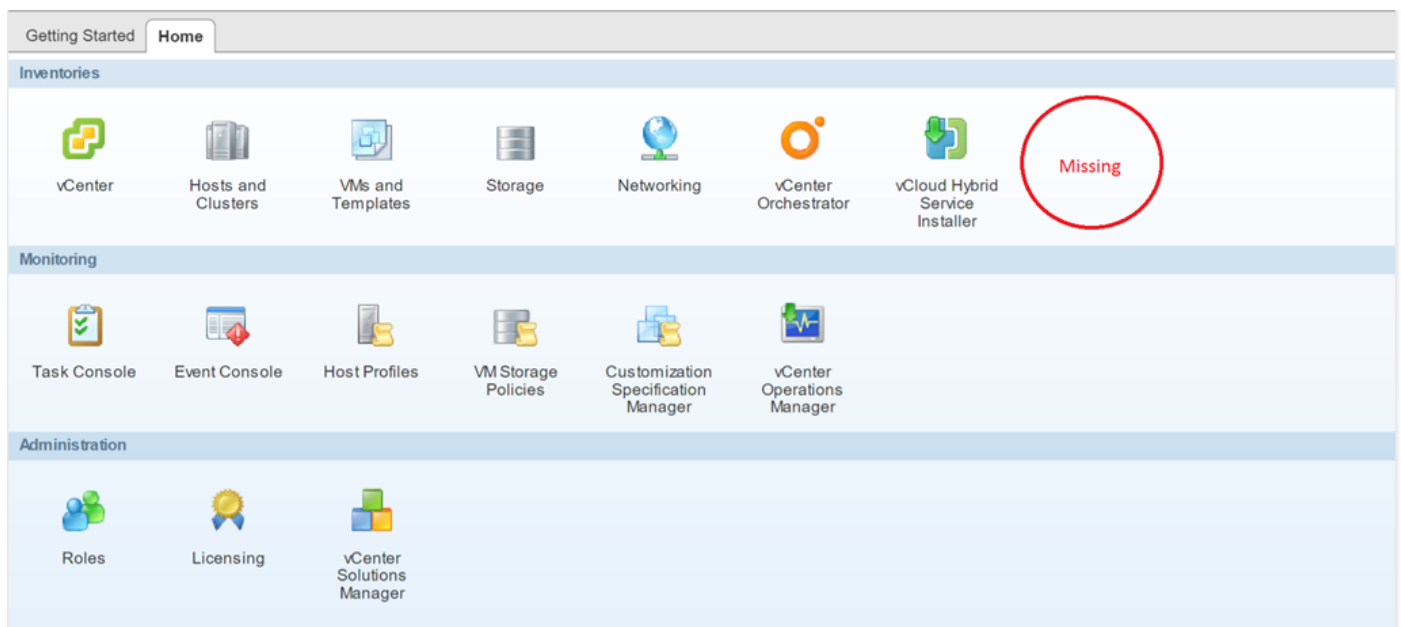 Getting Started Home
Inventories
vCenter
Hosts and
Clusters
VMs and
Templates
Storage
Networking
vCenter
Orchestrator
vCloud Hybrid
Service
Installer
Missing
Monitoring
Task Console
Event Console
Host Profiles
VM Storage
Policies
Customization
Specification
Manager
vCenter
Operations
Manager
Administration
Roles
Licensing
vCenter
Solutions
Manager